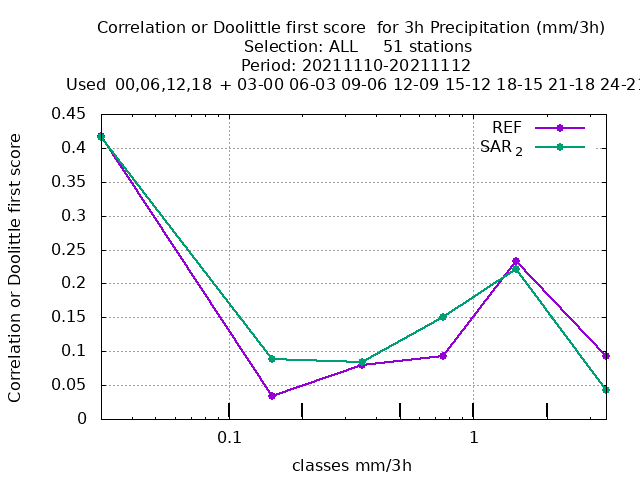 Correlation or Doolittle first score  for 3h Precipitation (mm/3h)
Selection: ALL     51 stations
Period: 20211110-20211112
Used  00,06,12,18  + 03-00 06-03 09-06 12-09 15-12 18-15 21-18 24-21
Correlation or Doolittle first score
0.45
0.4
0.35
0.3
0.25
0.2
0.15
0.1
0.05
0
REF
SAR 2
0.1
1
classes mm/3h